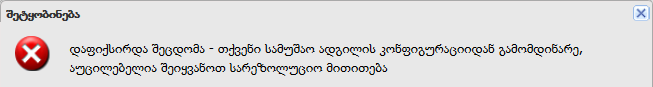 შეტყობინება
დაფიქსირდა შეცდომა - თქვენი სამუშაო ადგილის კონფიგურაციიდან გამომდინარე,
აუცილებელია შეიყვანოთ სარეზოლუციო მითითება